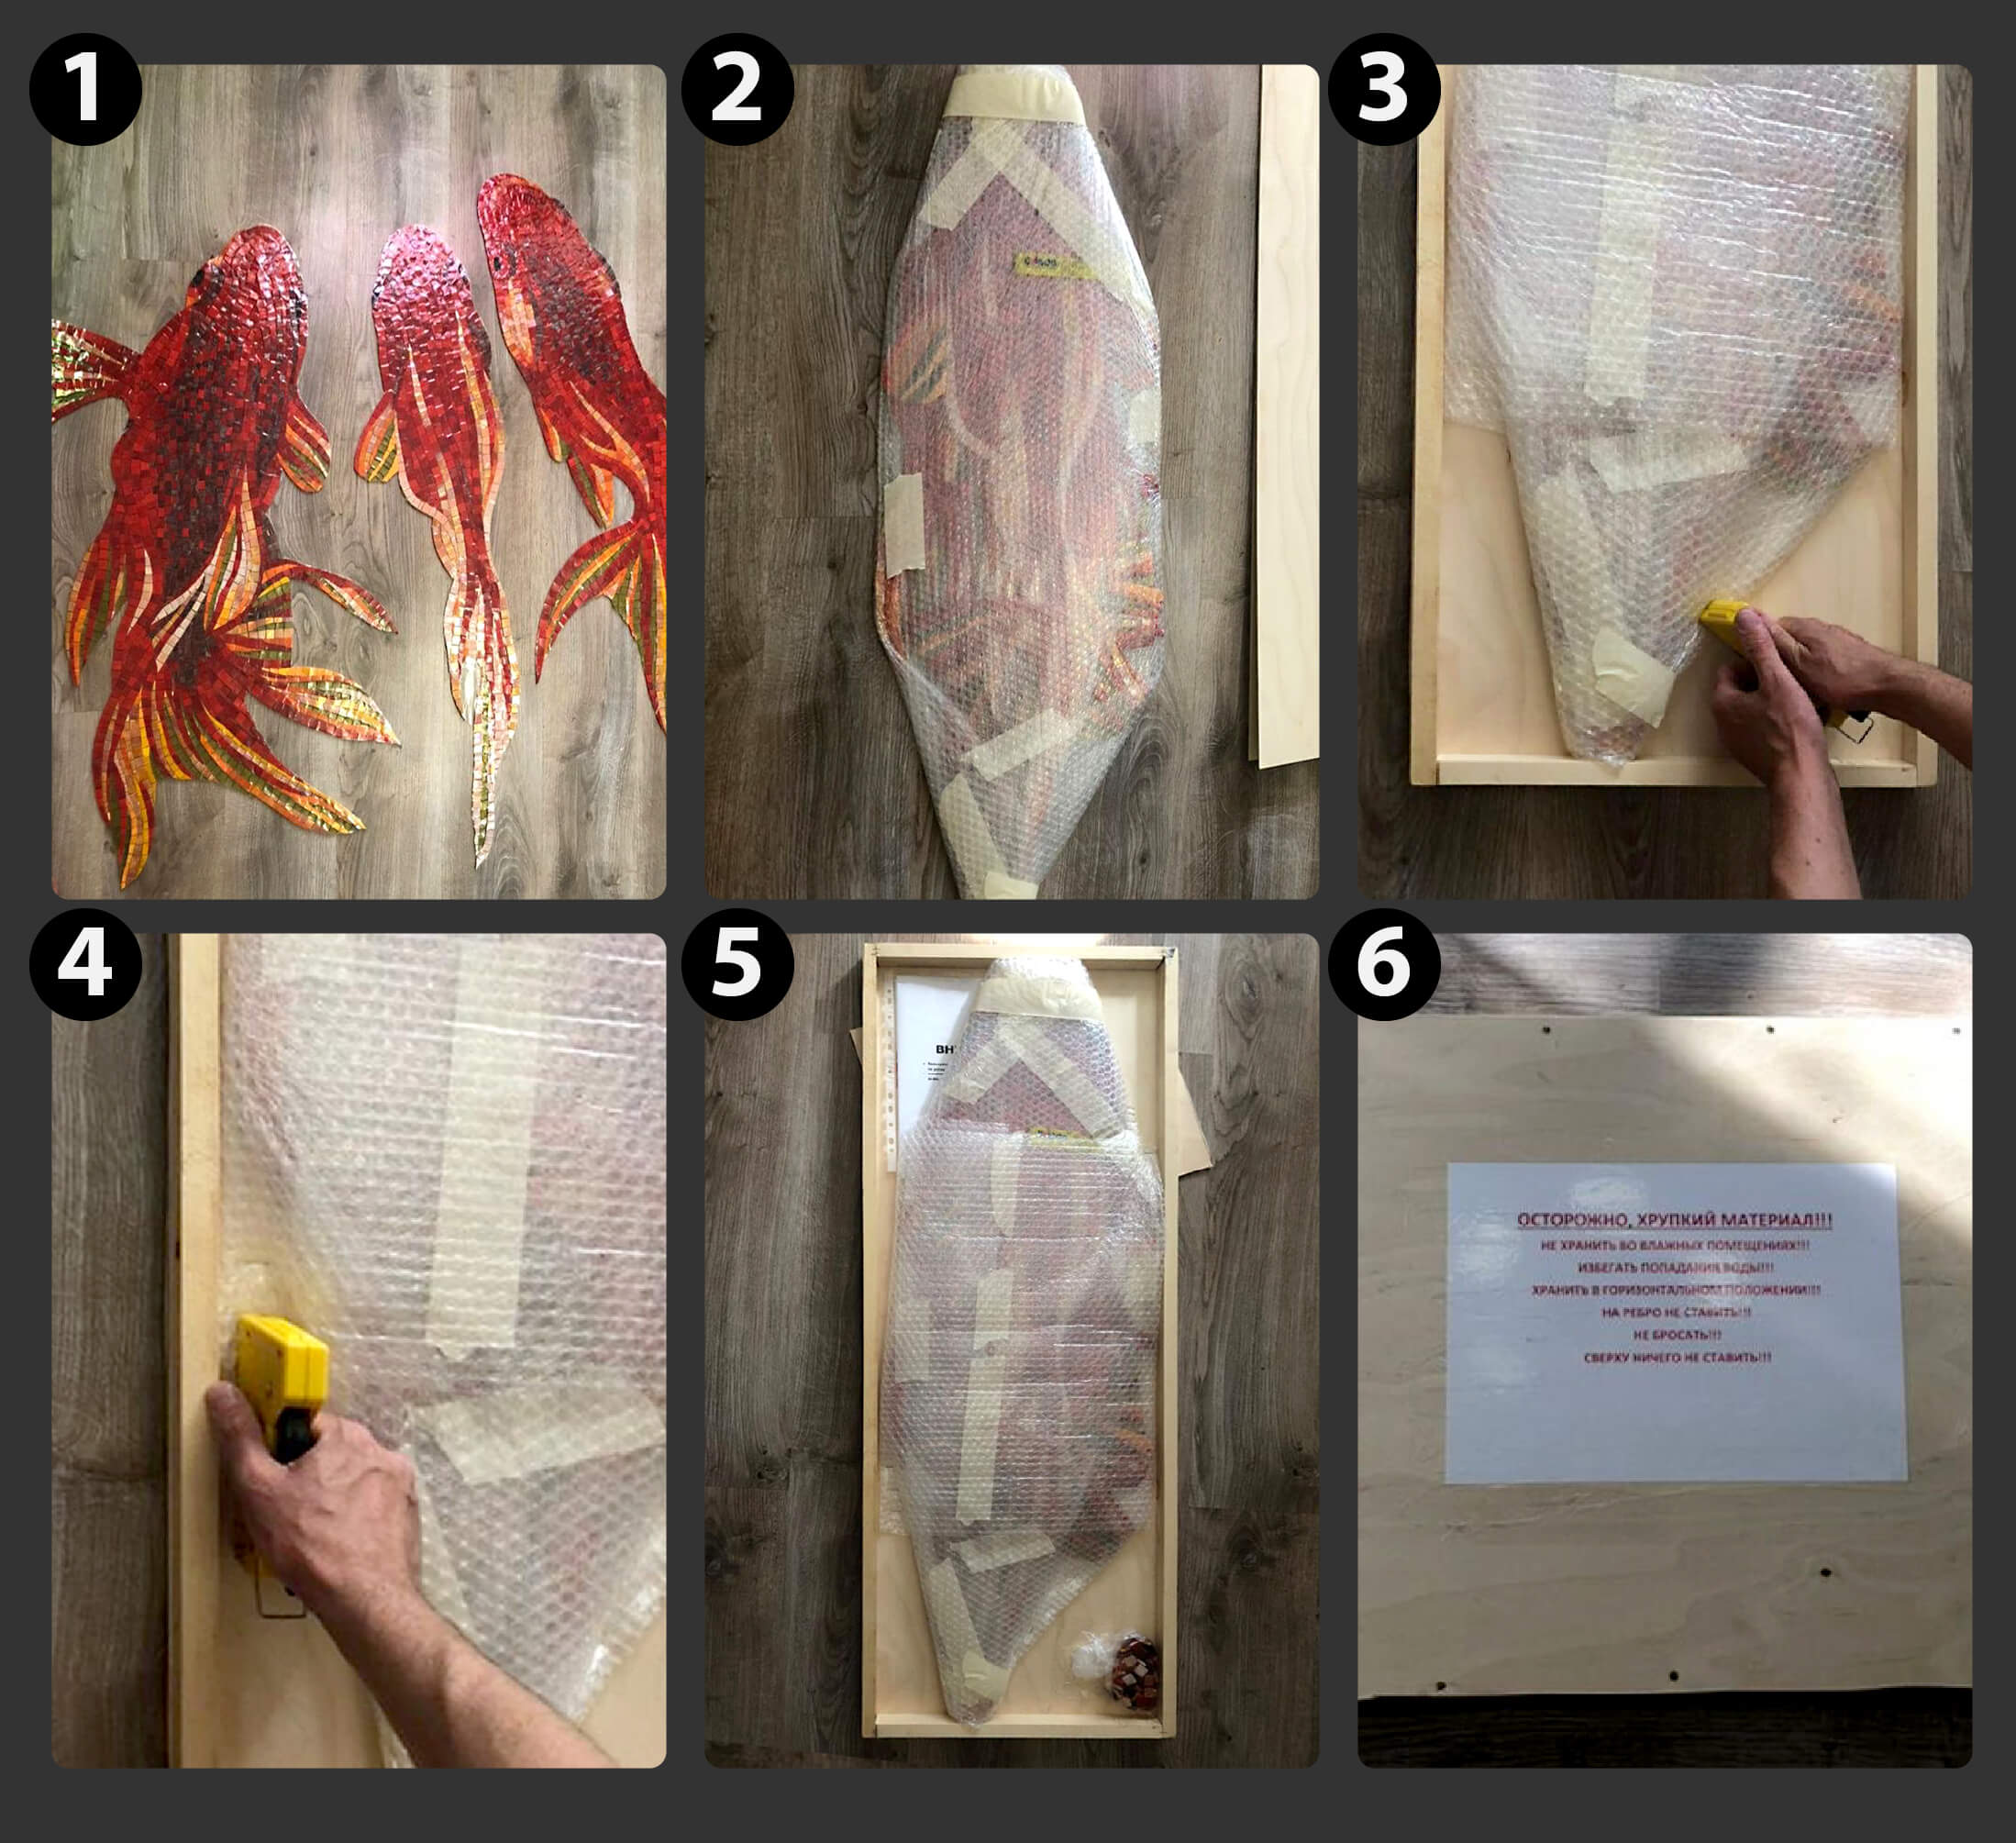 1
2
3
4
5
BH
6
ОСТОРОЖНО, ХРУПКИЙ МАТЕРИАЛ!!!
НЕ ХРАНИТЬ ВО ВЛАЖНЫХ ПОМЕЩЕНИЯХ!!!
ИЗБЕГАТЬ ПОПАДАНИЯ ВОДЫ!!!
ХРАНИТЬ В ГОРИЗОНТАЛЬНОМ ПОЛОЖЕНИИ!!!
НА РЕБРО НЕ СТАВИТЬ!!!
НЕ БРОСАТЬ!!!
СВЕРХУ НИЧЕГО НЕ СТАВИТЬ!!!